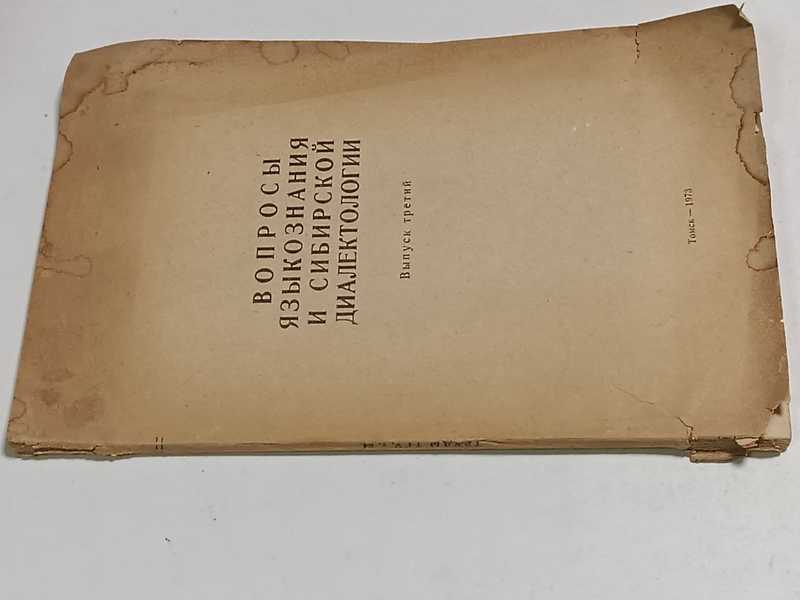 ВОПРОСЫ
ЯЗЫКОЗНАНИЯ
И СИБИРСКОЙ
ДИАЛЕКТОЛОГИИ
Выпуск третий
Томск — 1973